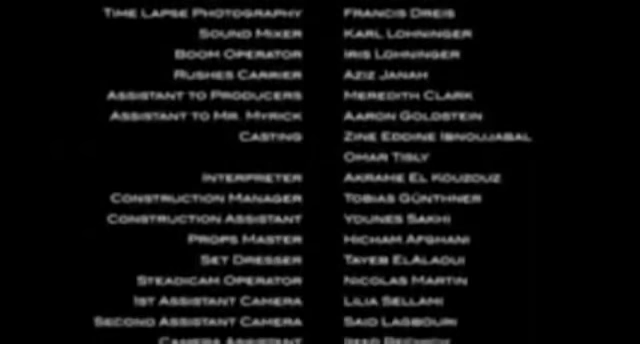 Time Lapse Photography Francis Dreis
Sound Mixer Karl Lohninger
Boom Operator Iris Lohninger
Rushes Carrier Aziz Janah
Assistant to Producers Meredith Clark
Assistant to Mr. Myrick Aaron Goldstein
Casting Zine Eddine Ibnoujabal
Omar Tisly
Interpreter Akrame El Kouzouz
Construction Manager Tobias Günthner
Construction Assistant Younes Sakhi
Props Master Hicham Afghani
Set Dresser Tayeb ElAlaoui
Steadicam Operator Nicolas Martin
1st Assistant Camera Lilia Sellami
Second Assistant Camera Said Lagbouri
Camera Assistant